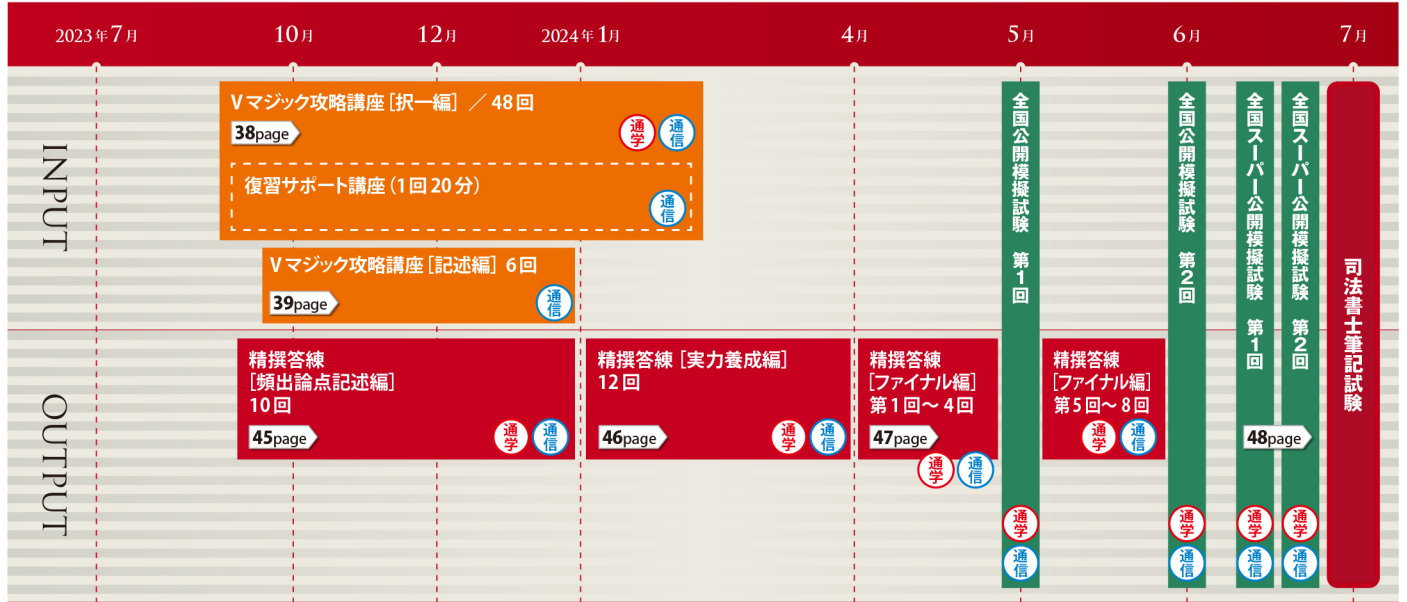 2023年7月
10月
12月
2024年1月
4月
5月
6月
7月
INPUT
Vマジック攻略講座［択一編］／48回
38page
通学
通信
復習サポート講座（1回20分）
通信
Vマジック攻略講座［記述編］6回
39page
通信
OUTPUT
精撰答練
［頻出論点記述編］
10回
45page
通学
通信
精撰答練［実力養成編］
12回
46page
通学
通信
精撰答練
［ファイナル編］
第1回～4回
47page
通学
通信
全国公開模擬試験 第1回
通学
通信
精撰答練
［ファイナル編］
第5回～8回
通学
通信
全国公開模擬試験 第2回
通学
通信
全国スーパー公開模擬試験 第1回
通学
通信
全国スーパー公開模擬試験 第2回
48page
通学
通信
司法書士筆記試験